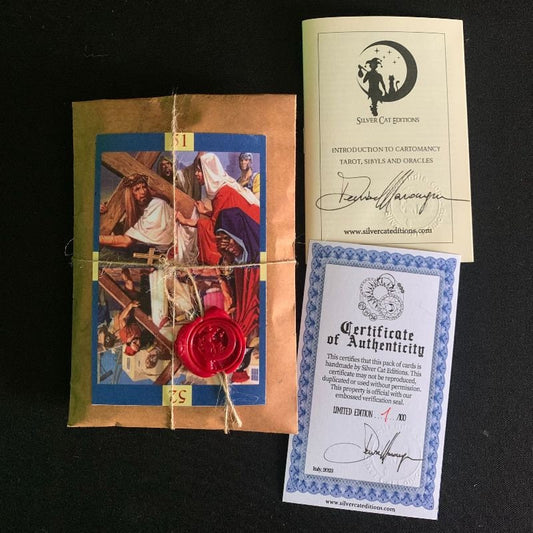 51
52
SILVER CAT EDITIONS
INTRODUCTION TO CARTOMANCY
TAROT, SIBYLS AND ORACLES
www.silvercateditions.com
Certificate
of Authenticity
This certifies that this pack of cards is
handmade by Silver Cat Editions. This
certificate may not be reproduced,
duplicated or used without permission.
This property is official with our
embossed verification seal.
LIMITED EDITION 1 /100
www.silvercateditions.com